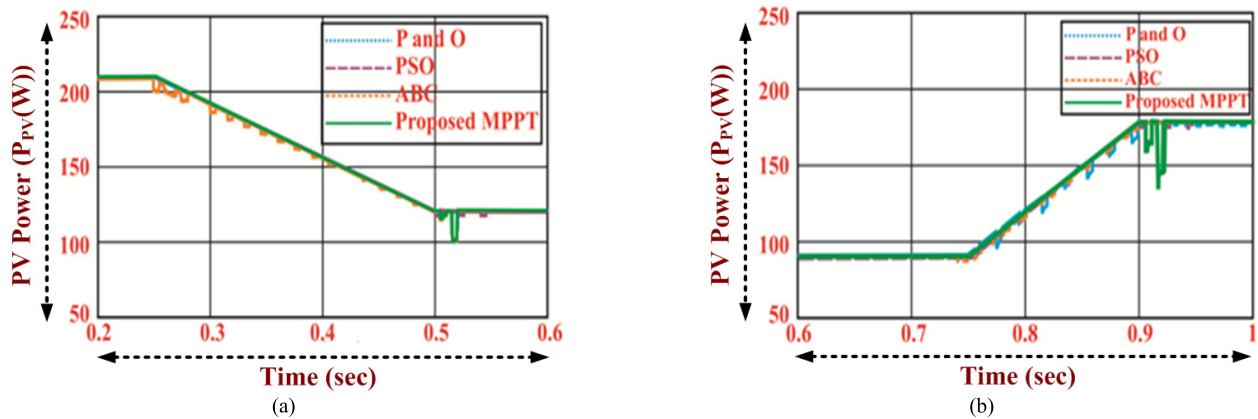 250
200
150
100
50
PV Power (PPV(W))
P and O
PSO
ABC
Proposed MPPT
0.2
0.3
0.4
0.5
0.6
Time (sec)
(a)
250
200
150
100
50
PV Power (PPV(W))
P and O
PSO
ABC
Proposed MPPT
0.6
0.7
0.8
0.9
1
Time (sec)
(b)